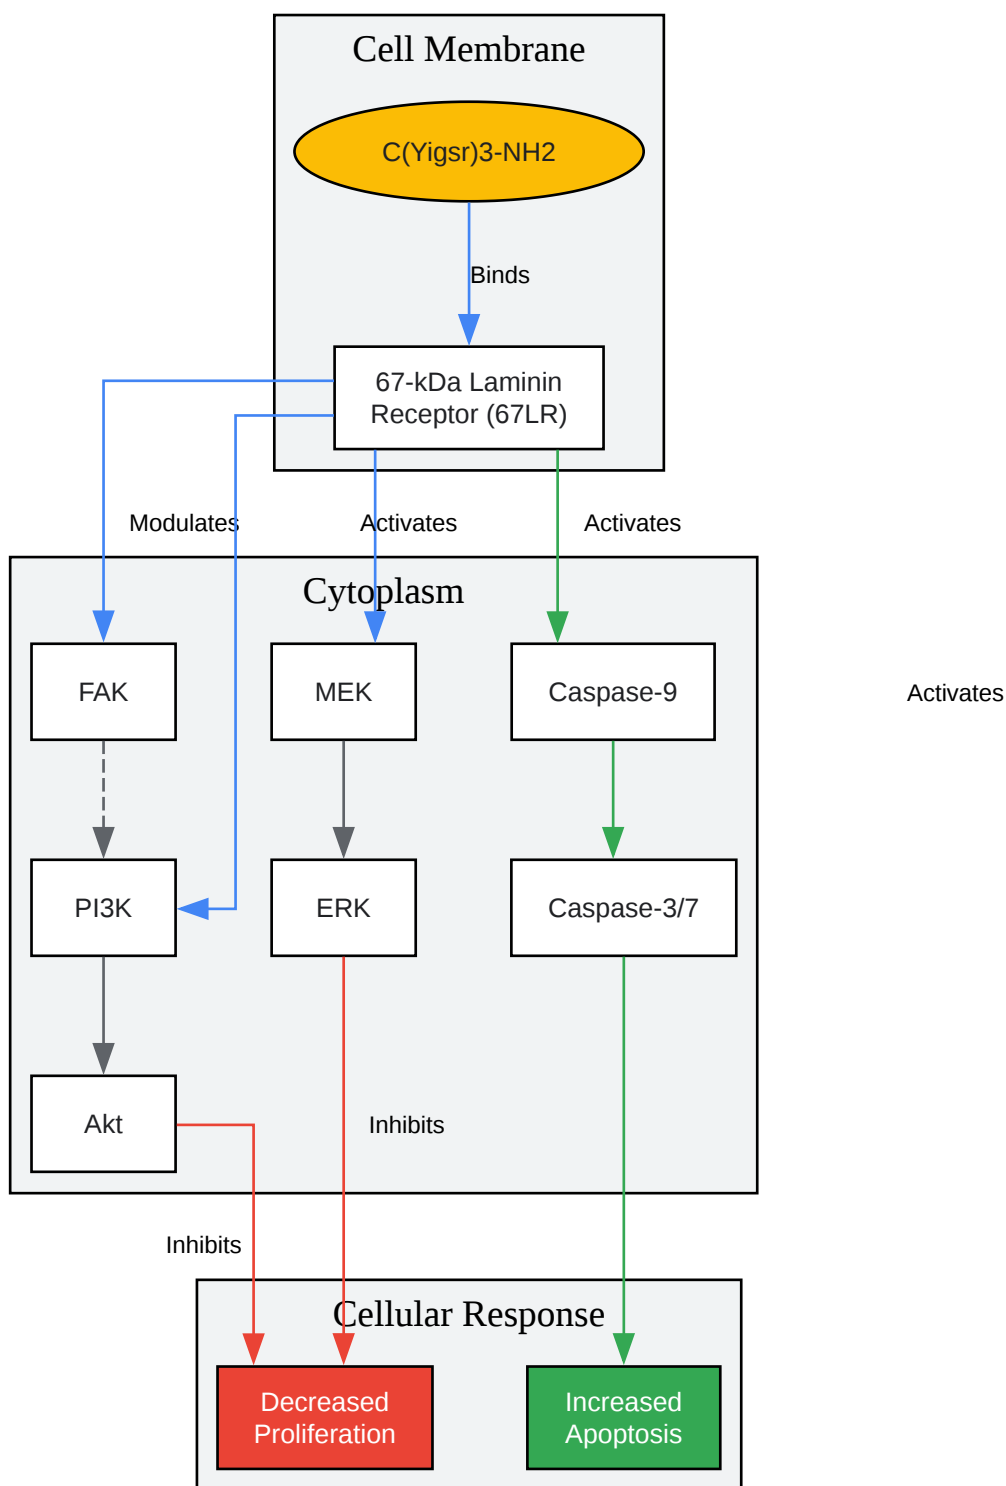 Cell Membrane
C(Yigsr)3-NH2
Binds
67-kDa Laminin
Receptor (67LR)
Modulates
Activates
Activates
Cytoplasm
FAK
MEK
Caspase-9
Activates
PI3K
ERK
Caspase-3/7
Akt
Inhibits
Inhibits
Cellular Response
Decreased
Proliferation
Increased
Apoptosis